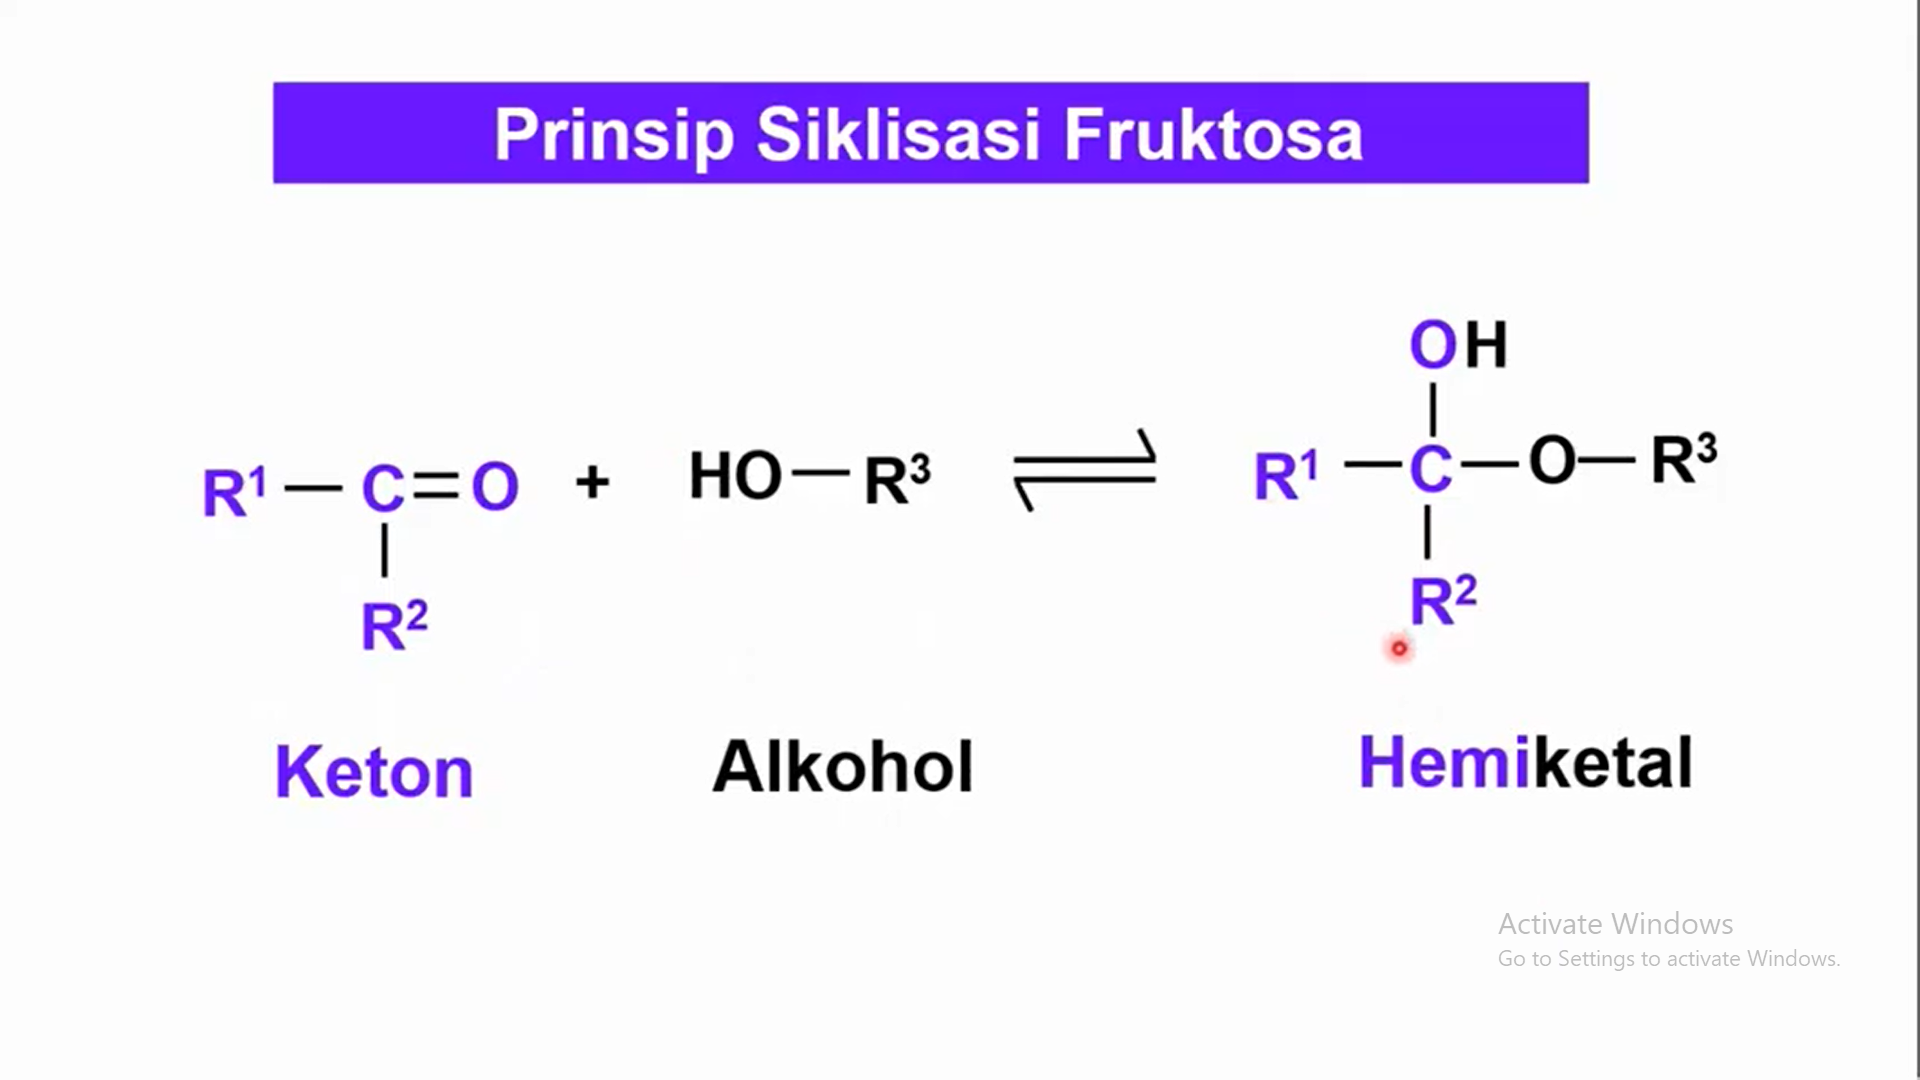 Prinsip Siklisasi Fruktosa
OH
R¹ — C = O + HO — R³ ⇌ R¹ — C — O — R³
R² R²
Keton Alkohol Hemiketal
Activate Windows
Go to Settings to activate Windows.